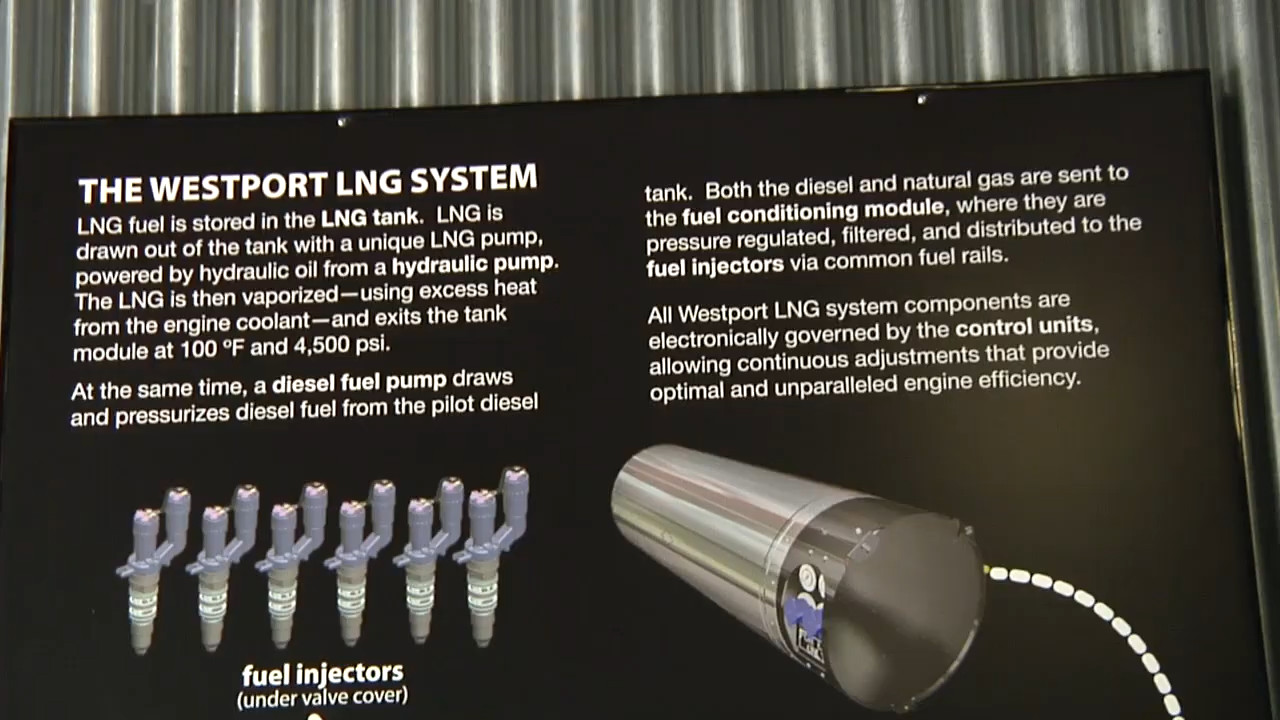 THE WESTPORT LNG SYSTEM
LNG fuel is stored in the LNG tank. LNG is
drawn out of the tank with a unique LNG pump,
powered by hydraulic oil from a hydraulic pump.
The LNG is then vaporized—using excess heat
from the engine coolant—and exits the tank
module at 100 ºF and 4,500 psi.
At the same time, a diesel fuel pump draws
and pressurizes diesel fuel from the pilot diesel
tank. Both the diesel and natural gas are sent to
the fuel conditioning module, where they are
pressure regulated, filtered, and distributed to the
fuel injectors via common fuel rails.
All Westport LNG system components are
electronically governed by the control units,
allowing continuous adjustments that provide
optimal and unparalleled engine efficiency.
fuel injectors
(under valve cover)